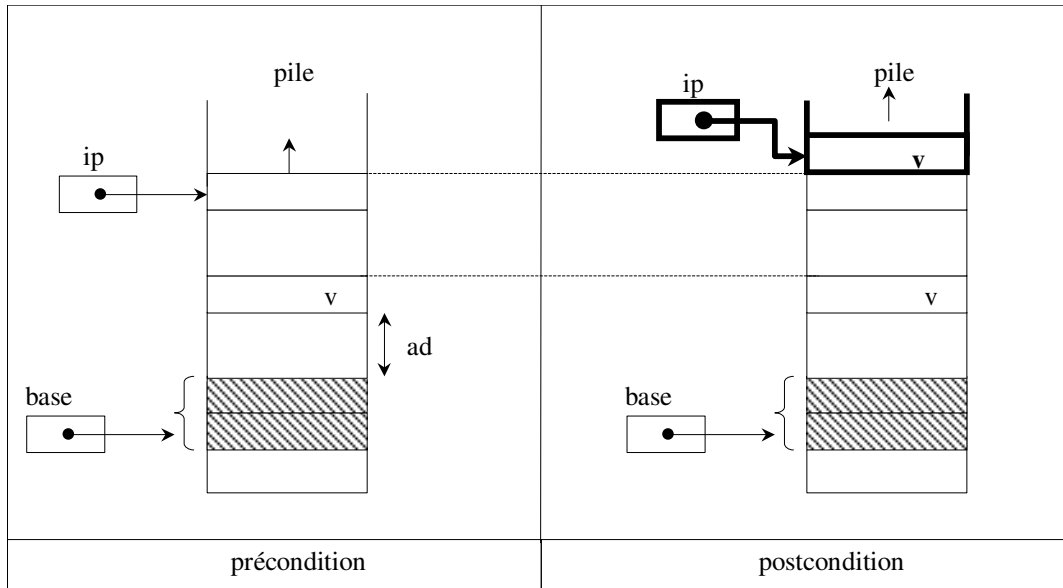 pile
ip
v
ad
base
précondition
ip
pile
v
v
base
postcondition